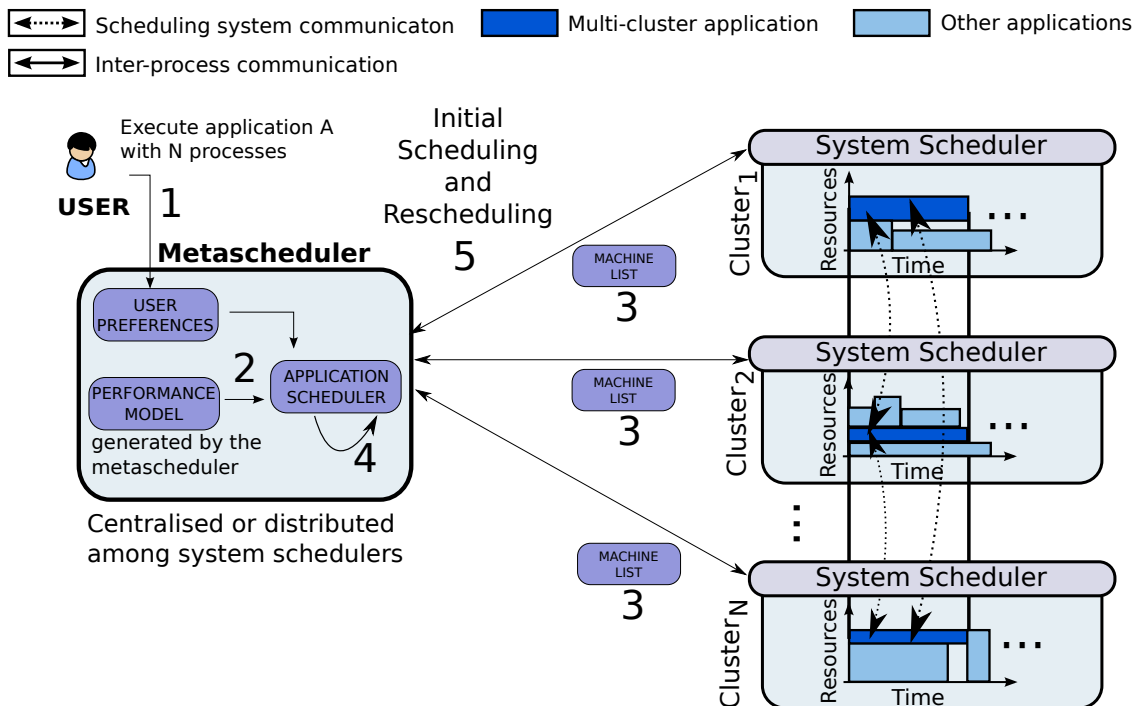 Scheduling system communicaton
Multi-cluster application
Other applications
Inter-process communication
Execute application A
with N processes
USER
1
Initial
Scheduling
and
Rescheduling
5
Metascheduler
USER
PREFERENCES
2
PERFORMANCE
MODEL
generated by the
metascheduler
APPLICATION
SCHEDULER
4
Centralised or distributed
among system schedulers
MACHINE
LIST
3
MACHINE
LIST
3
MACHINE
LIST
3
System Scheduler
Cluster1
Resources
Time
...
System Scheduler
Cluster2
Resources
Time
...
...
System Scheduler
ClusterN
Resources
Time
...